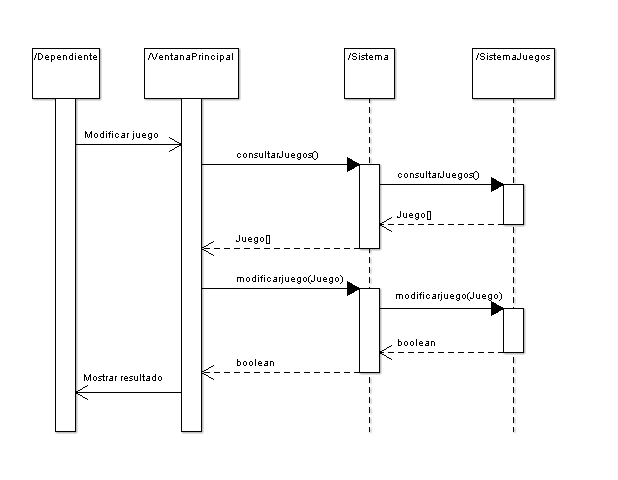 /Dependiente
/VentanaPrincipal
/Sistema
/SistemaJuegos
Modificar juego
consultarJuegos()
consultarJuegos()
Juego[]
Juego[]
modificarjuego(Juego)
modificarjuego(Juego)
boolean
boolean
Mostrar resultado